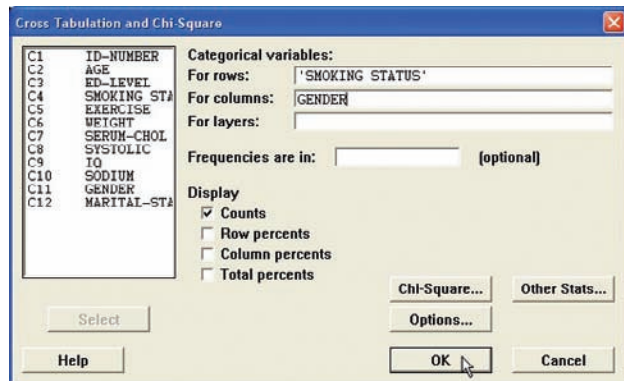 Cross Tabulation and Chi-Square
C1 ID-NUMBER
C2 AGE
C3 ED-LEVEL
C4 SMOKING STA
C5 EXERCISE
C6 WEIGHT
C7 SERUM-CHOL
C8 SYSTOLIC
C9 IQ
C10 SODIUM
C11 GENDER
C12 MARITAL-STA
Categorical variables:
For rows: 'SMOKING STATUS'
For columns: GENDER
For layers:
Frequencies are in: (optional)
Display
Counts
Row percents
Column percents
Total percents
Chi-Square... Other Stats...
Select Options...
Help OK Cancel